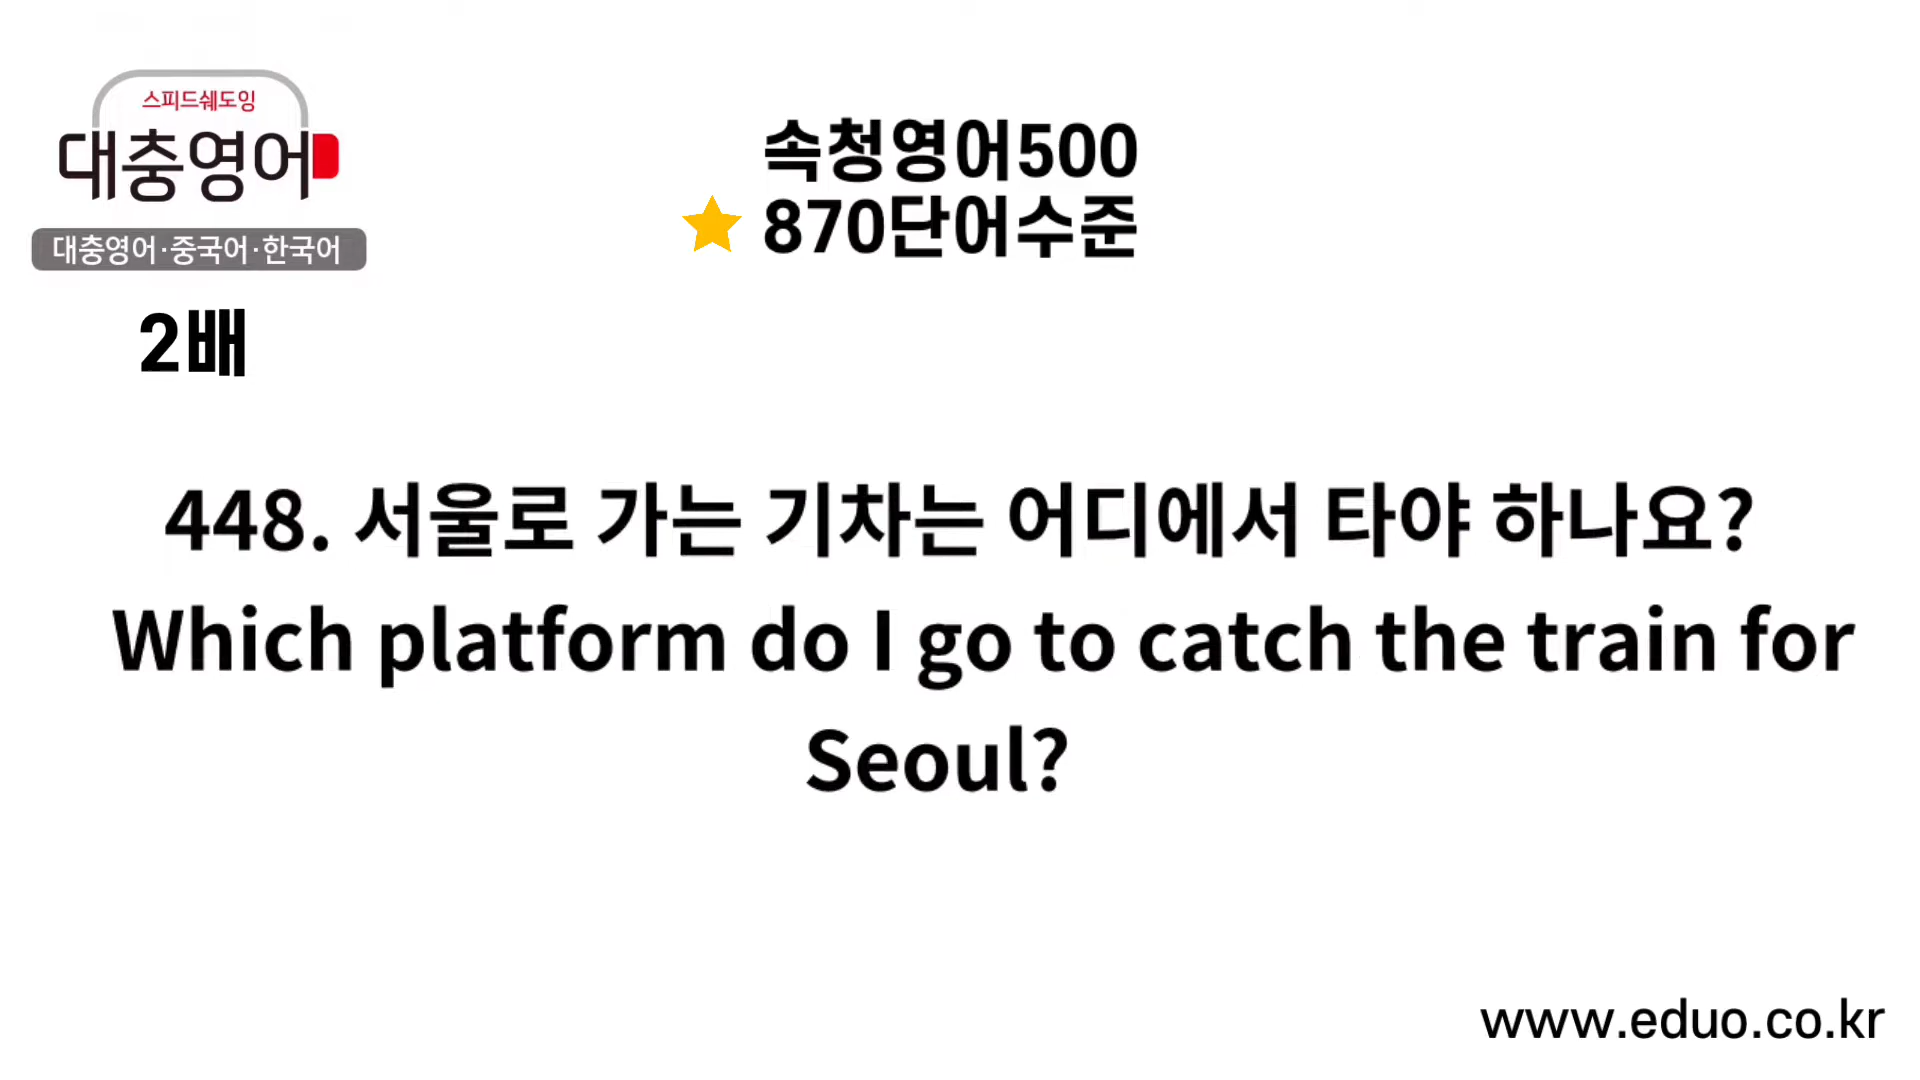 스피드쉐도잉
대충영어
대충영어·중국어·한국어
2배
속청영어500
870단어수준
448. 서울로 가는 기차는 어디에서 타야 하나요?
Which platform do I go to catch the train for
Seoul?
www.eduo.co.kr